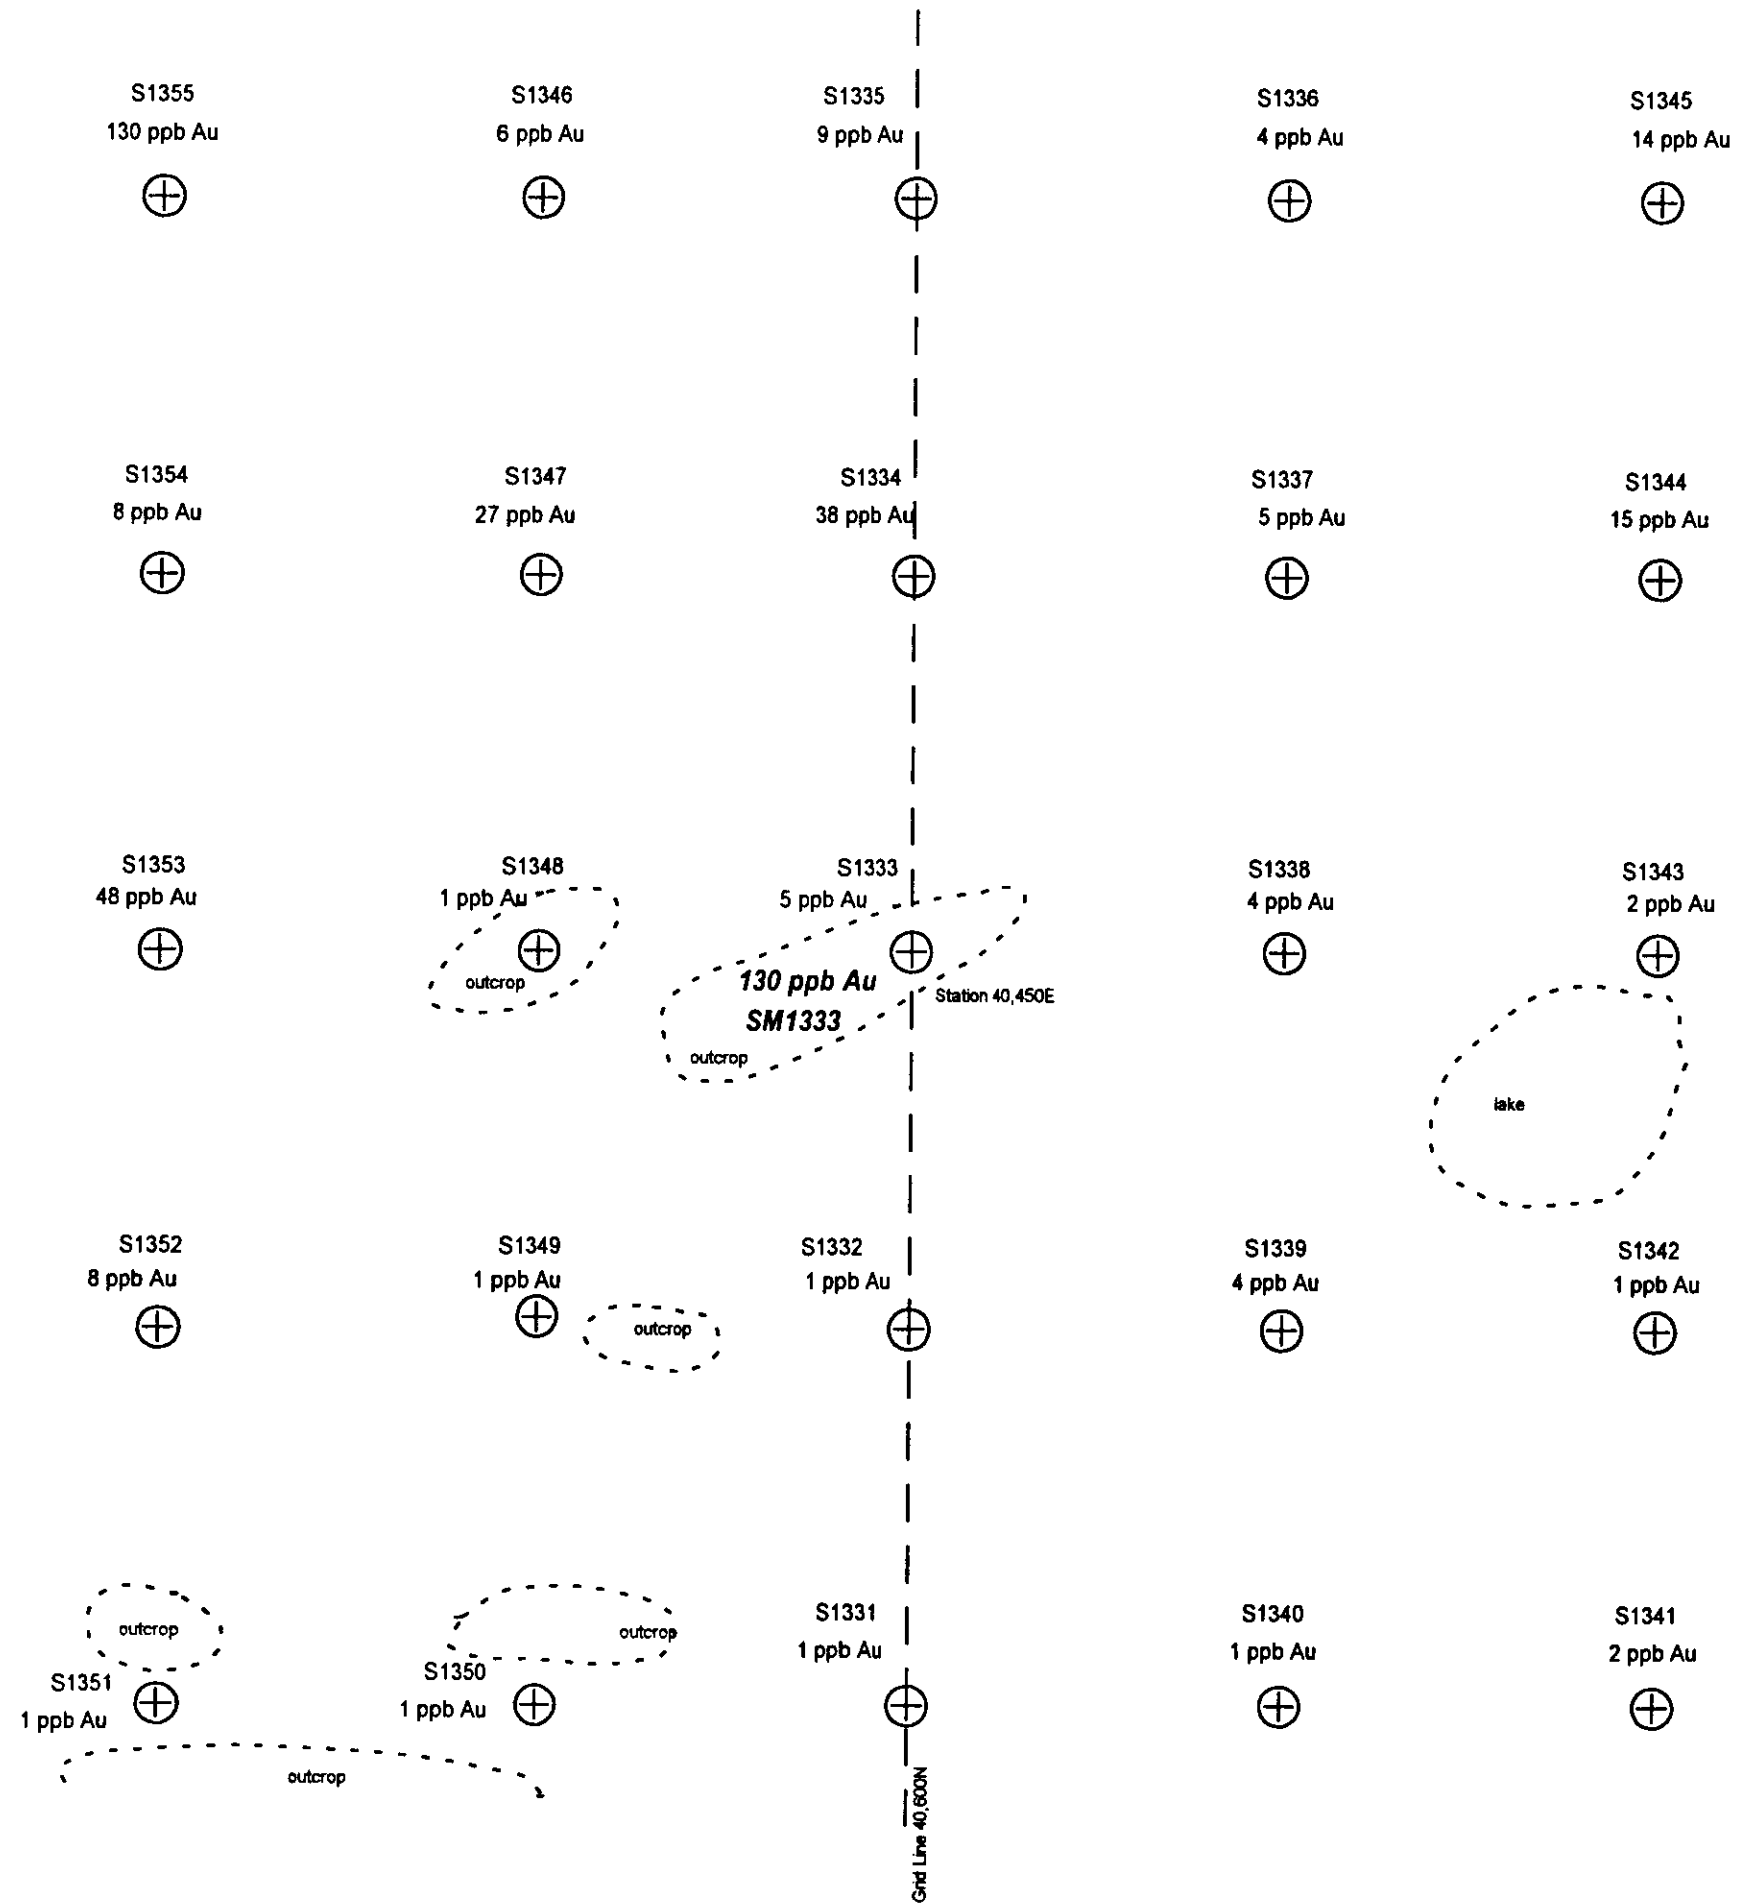 S1355
130 ppb Au
S1346
6 ppb Au
S1335
9 ppb Au
S1336
4 ppb Au
S1345
14 ppb Au
S1354
8 ppb Au
S1347
27 ppb Au
S1334
38 ppb Au
S1337
5 ppb Au
S1344
15 ppb Au
S1353
48 ppb Au
S1348
1 ppb Au
outcrop
S1333
5 ppb Au
130 ppb Au
SM1333
outcrop
Station 40,450E
S1338
4 ppb Au
S1343
2 ppb Au
lake
S1352
8 ppb Au
S1349
1 ppb Au
outcrop
S1332
1 ppb Au
S1339
4 ppb Au
S1342
1 ppb Au
outcrop
S1351
1 ppb Au
outcrop
S1350
1 ppb Au
S1331
1 ppb Au
S1340
1 ppb Au
S1341
2 ppb Au
outcrop
Grid Line 40,600N